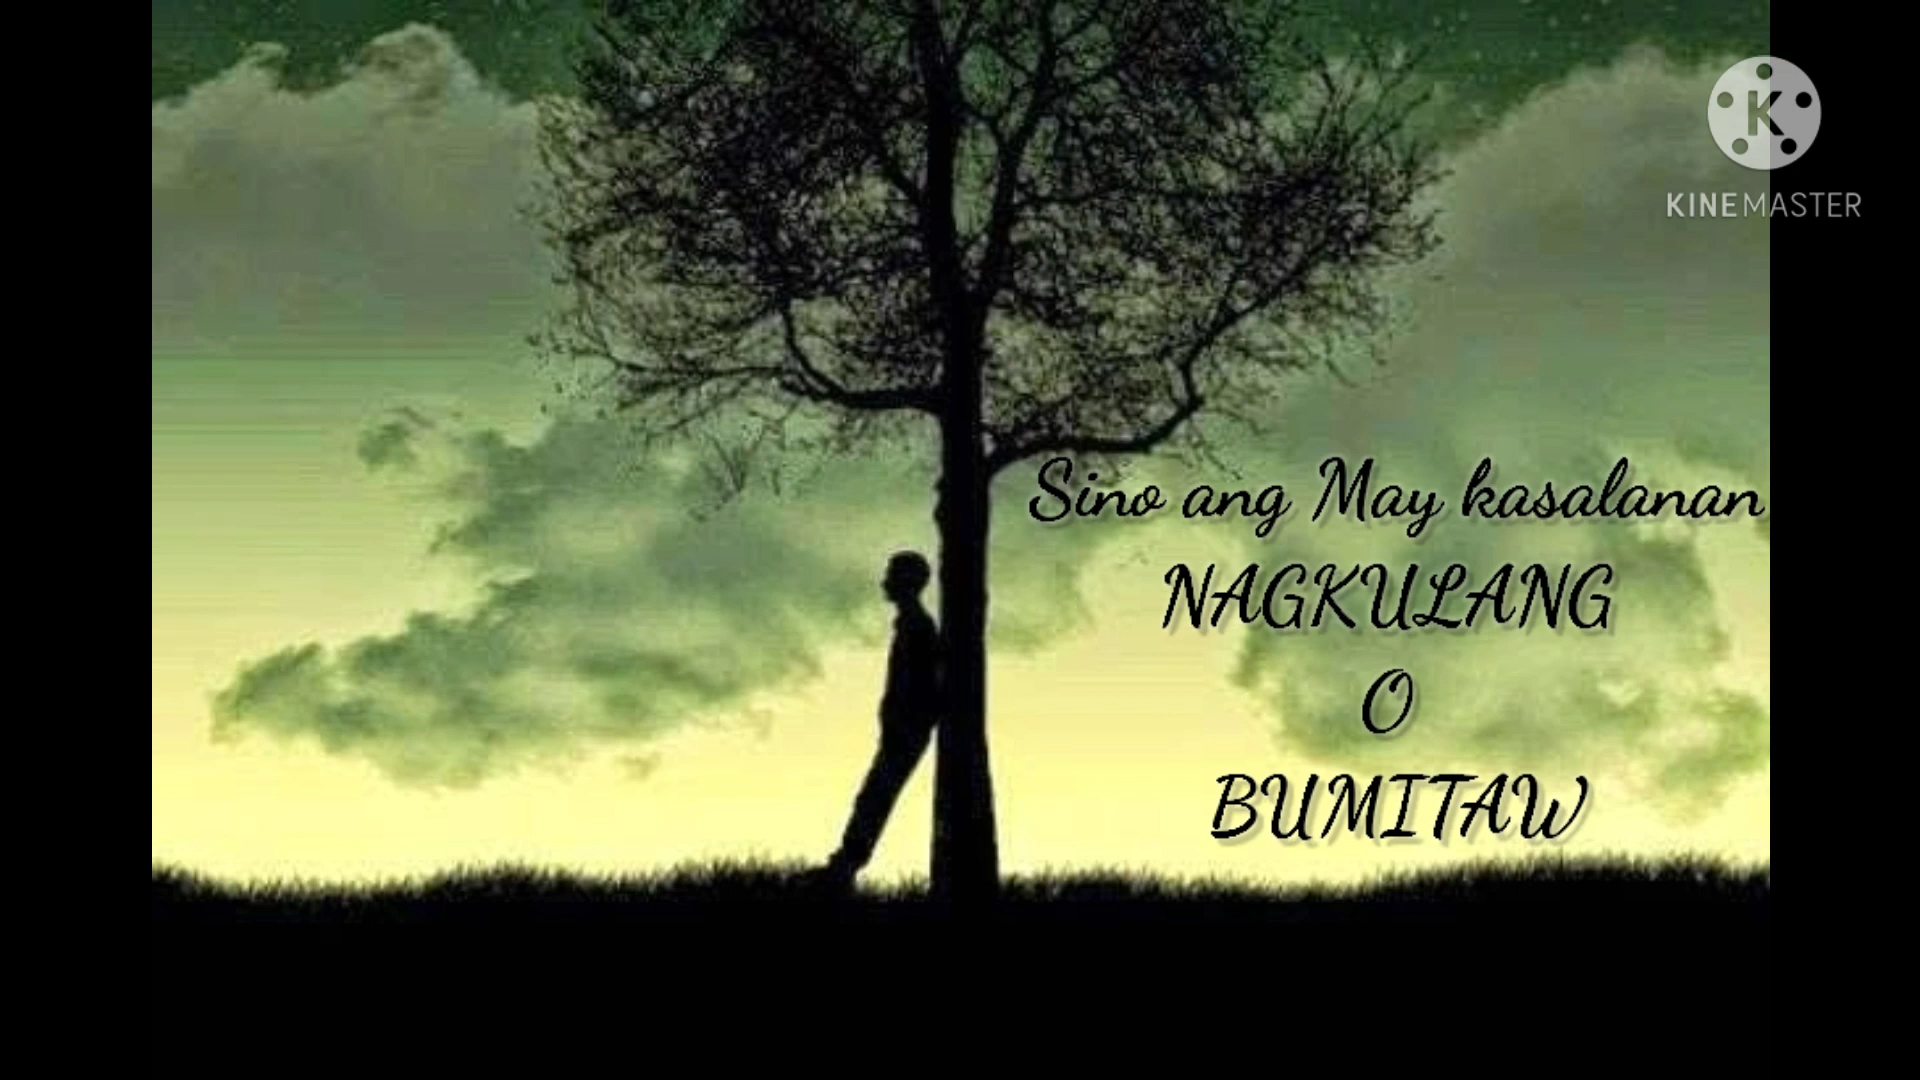 KINEMASTER
Sino ang May kasalanan
NAGKULANG
O
BUMITAW